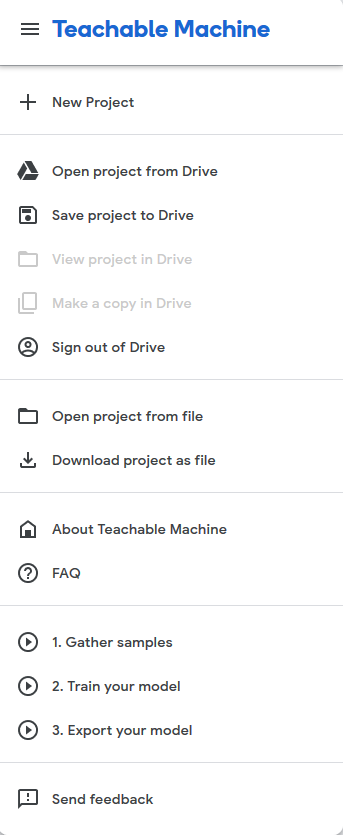 Teachable Machine
New Project
Open project from Drive
Save project to Drive
View project in Drive
Make a copy in Drive
Sign out of Drive
Open project from file
Download project as file
About Teachable Machine
FAQ
1. Gather samples
2. Train your model
3. Export your model
Send feedback